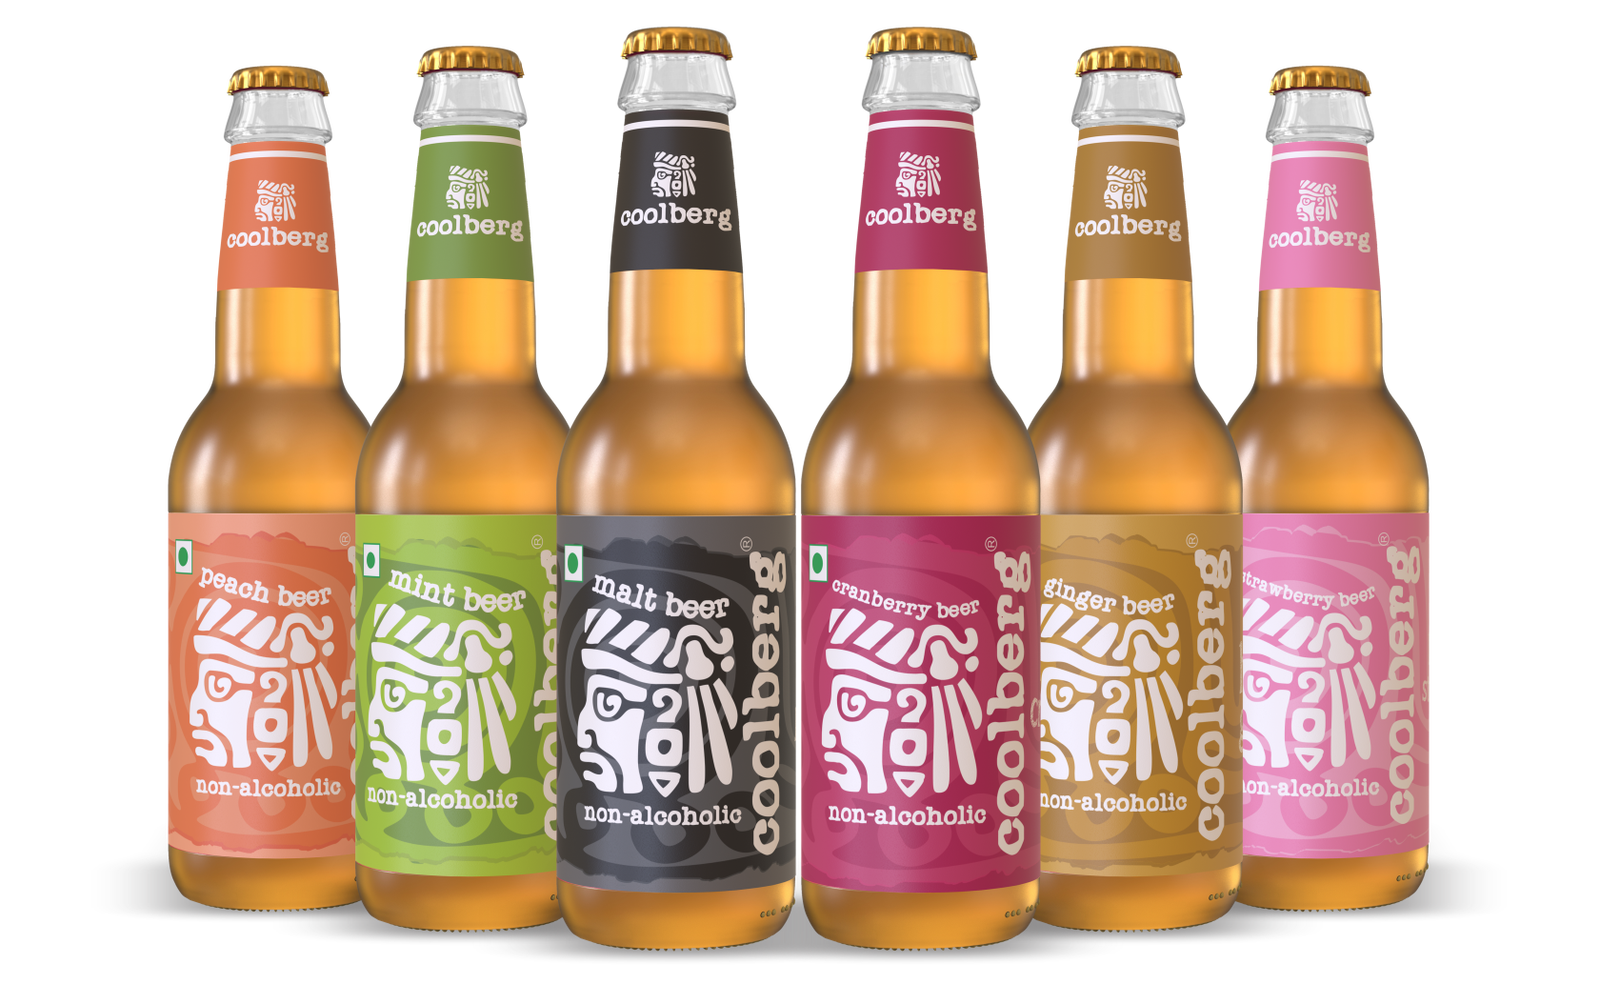 coolberg
peach beer
non-alcoholic
coolberg
mint beer
non-alcoholic
coolberg
coolberg
malt beer
non-alcoholic
coolberg
®
coolberg
cranberry beer
non-alcoholic
coolberg
®
coolberg
ginger beer
non-alcoholic
coolberg
®
coolberg
strawberry beer
non-alcoholic
coolberg
®